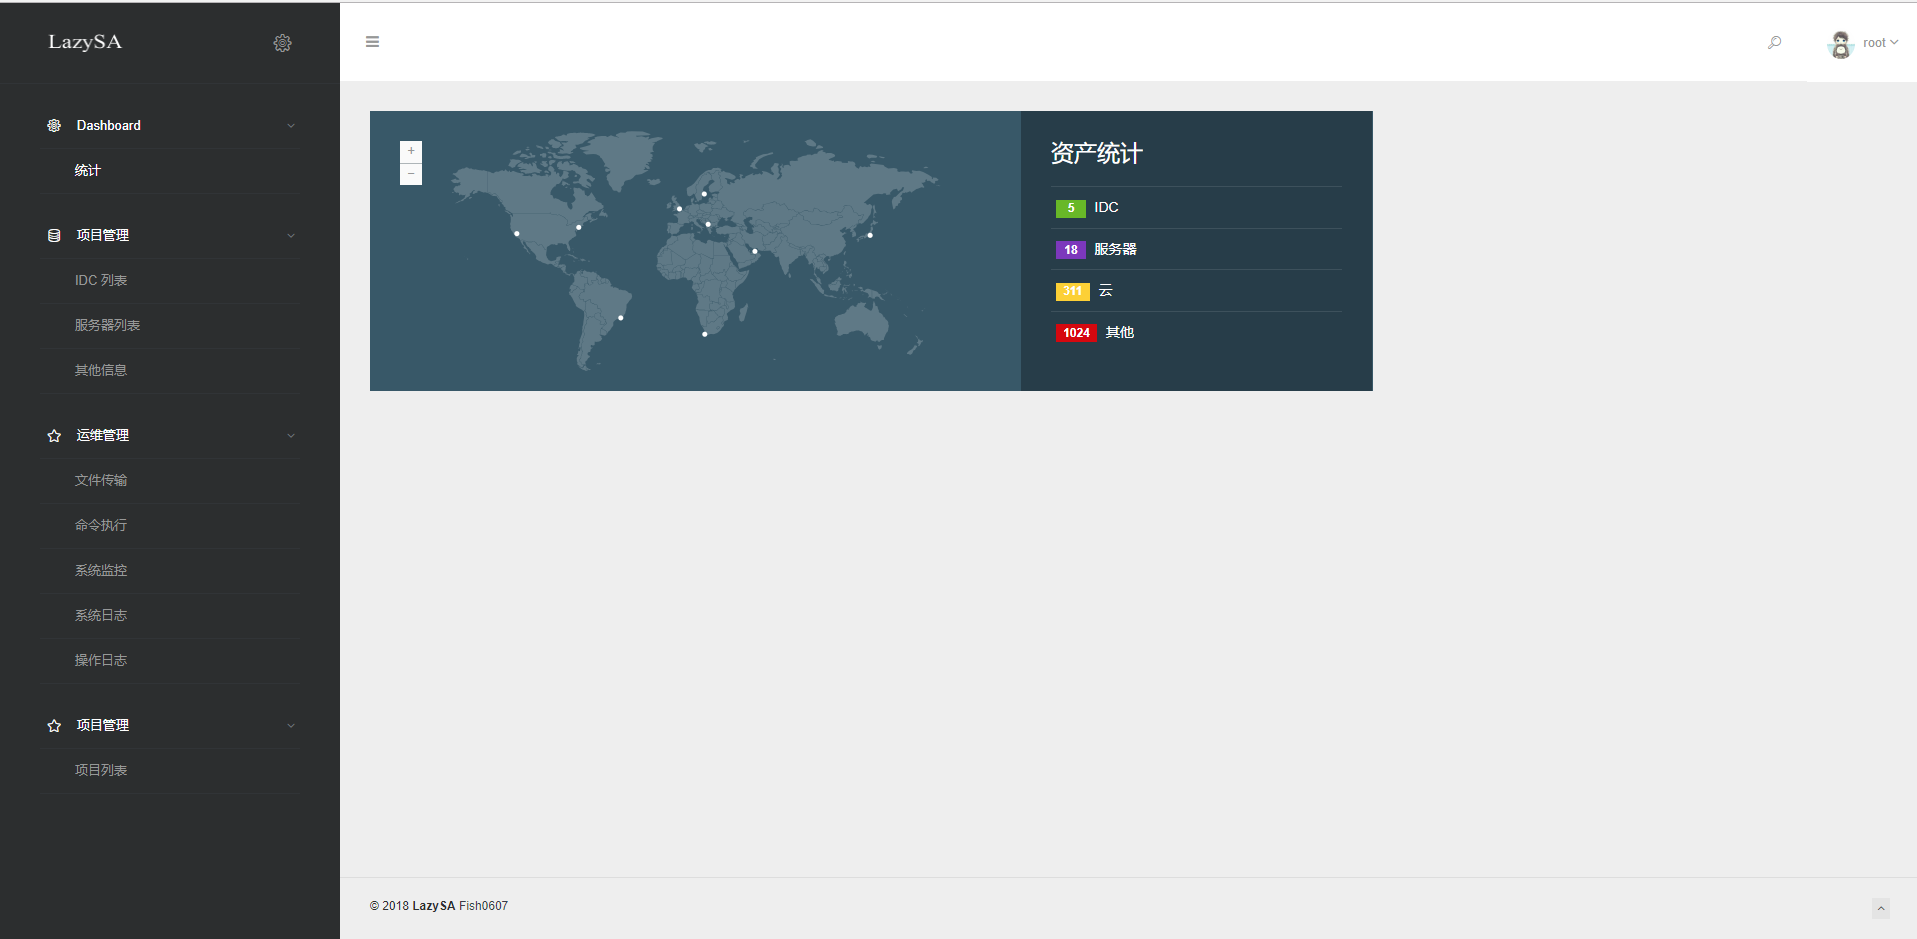 LazySA
root
Dashboard
统计
项目管理
IDC 列表
服务器列表
其他信息
运维管理
文件传输
命令执行
系统监控
系统日志
操作日志
项目管理
项目列表
+
−
资产统计
5 IDC
18 服务器
311 云
1024 其他
© 2018 LazySA Fish0607